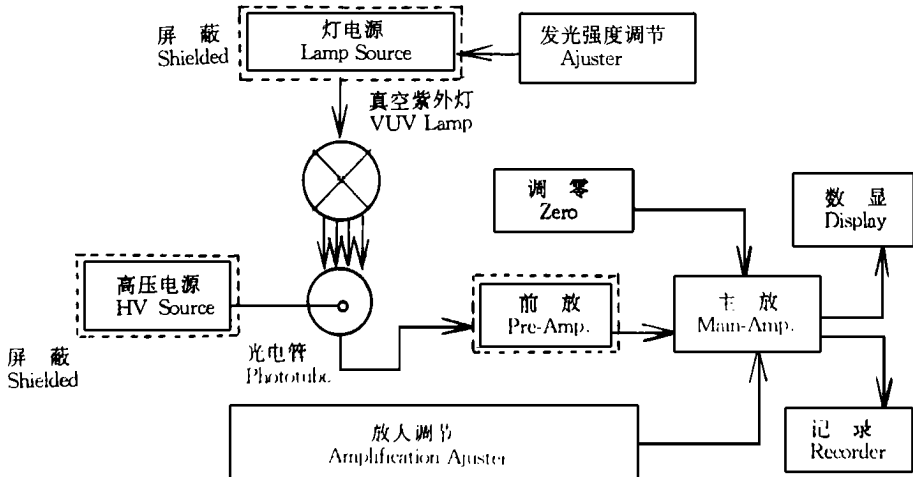 屏 蔽
Shielded
灯电源
Lamp Source
发光强度调节
Ajuster
真空紫外灯
VUV Lamp
调 零
Zero
数 显
Display
高压电源
HV Source
前 放
Pre-Amp.
主 放
Main-Amp.
屏 蔽
Shielded
光电管
Phototube
放人调节
Amplification Ajuster
记 录
Recorder